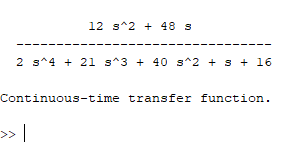 12 s^2 + 48 s
---------------------------------
2 s^4 + 21 s^3 + 40 s^2 + s + 16
Continuous-time transfer function.
>>